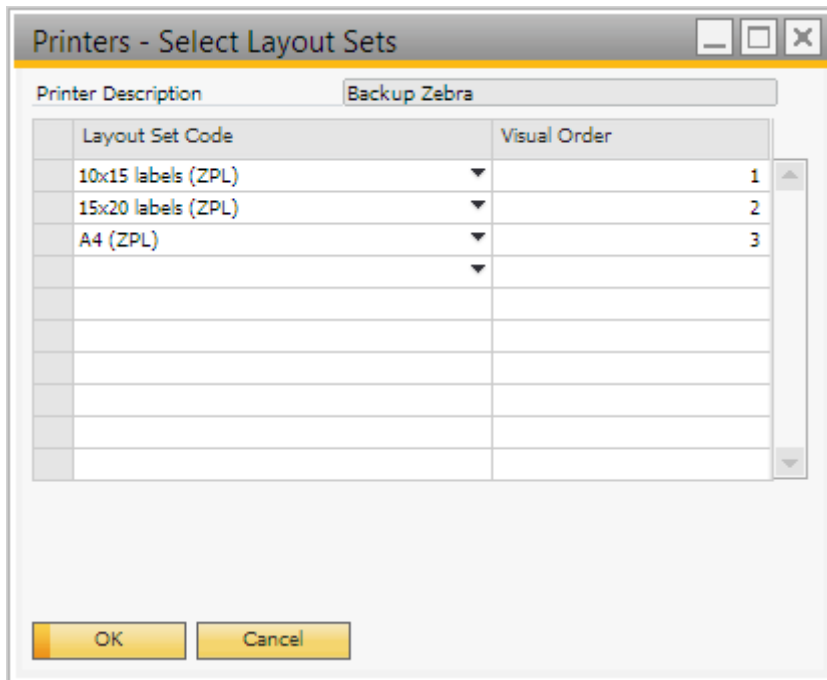 Printers - Select Layout Sets
Printer Description Backup Zebra
Layout Set Code Visual Order
10x15 labels (ZPL) 1
15x20 labels (ZPL) 2
A4 (ZPL) 3
OK Cancel